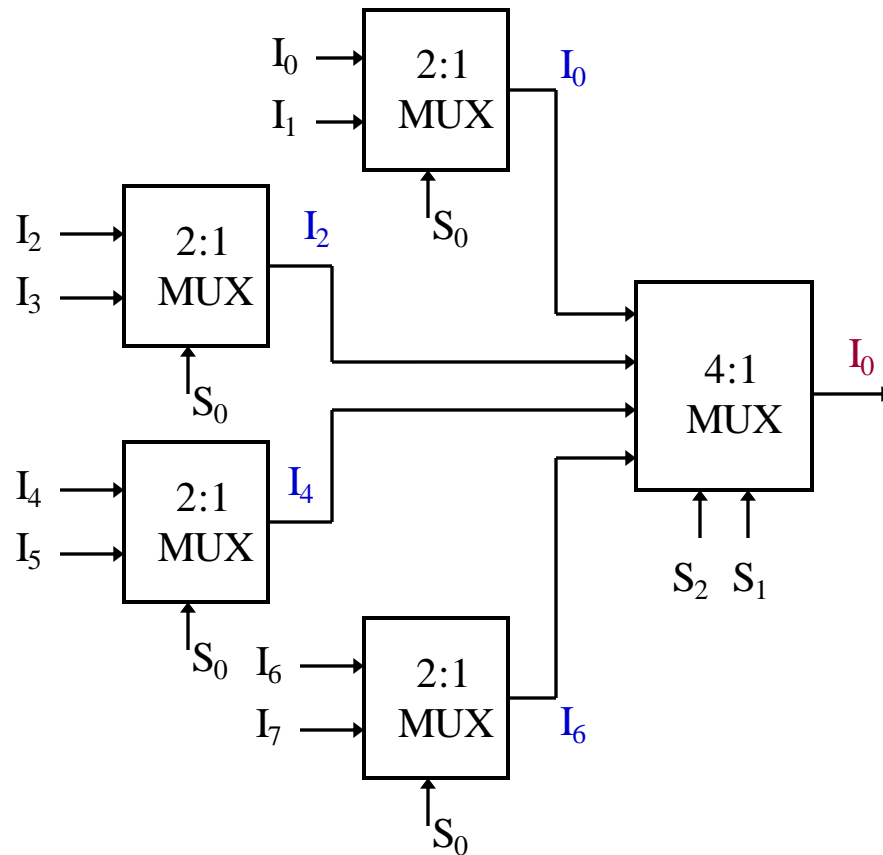 I₀
2:1
MUX
I₁
S₀
I₀
I₂
2:1
MUX
I₃
S₀
I₂
4:1
MUX
S₂ S₁
I₀
I₄
2:1
MUX
I₅
S₀
I₄
I₆
2:1
MUX
I₇
S₀
I₆